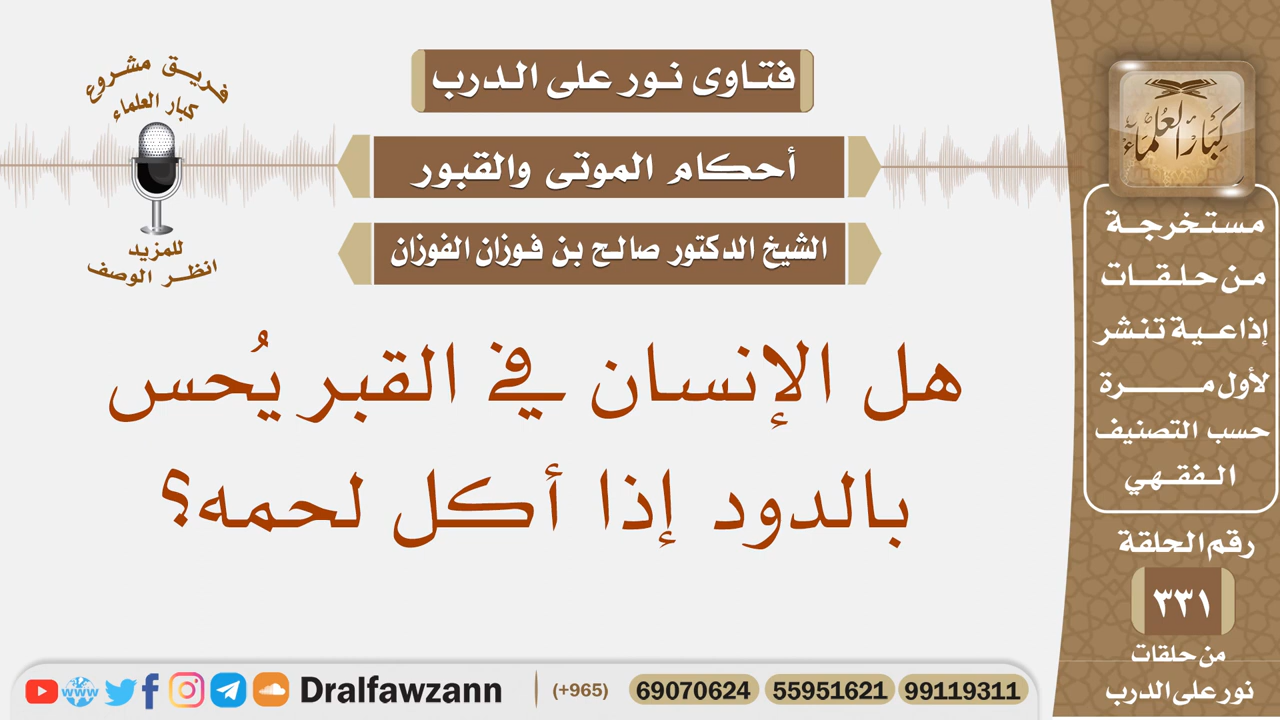 فتاوى نور على الدرب
أحكام الموتى والقبور
الشيخ الدكتور صالح بن فوزان الفوزان
هل الإنسان في القبر يُحس
بالدود إذا أكل لحمه؟
فريق مشروع
كبار العلماء
للمزيد
انظر الوصف
كبار العلماء
مستخرجة
من حلقات
إذاعية تنشر
لأول مرة
حسب التصنيف
الفقهي
رقم الحلقة
٣٣١
من حلقات
نور على الدرب
www Dralfawzann (+965) 69070624 55951621 99119311